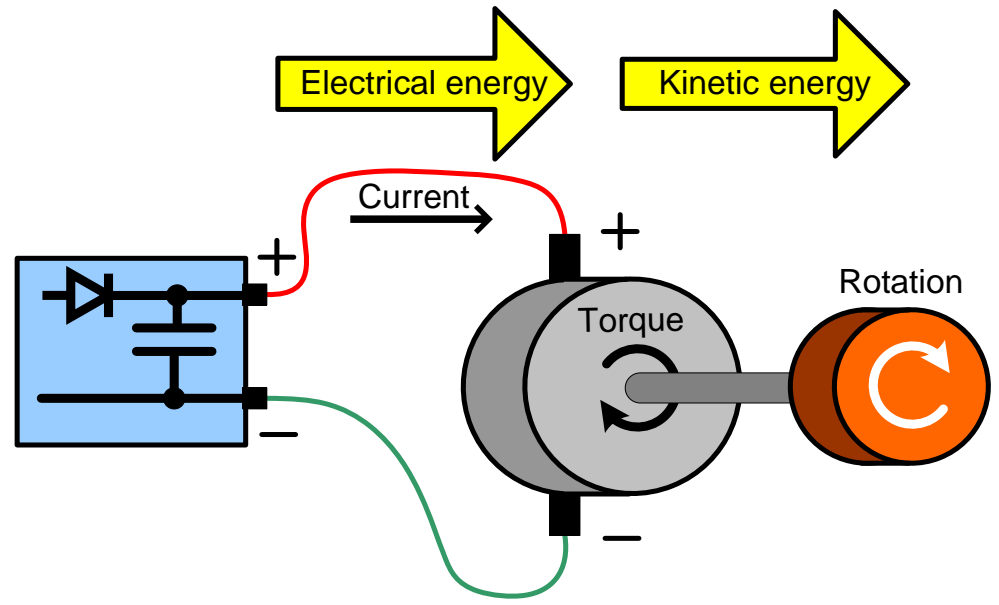 Electrical energy
Kinetic energy
Current
+
+
Rotation
Torque
−
−